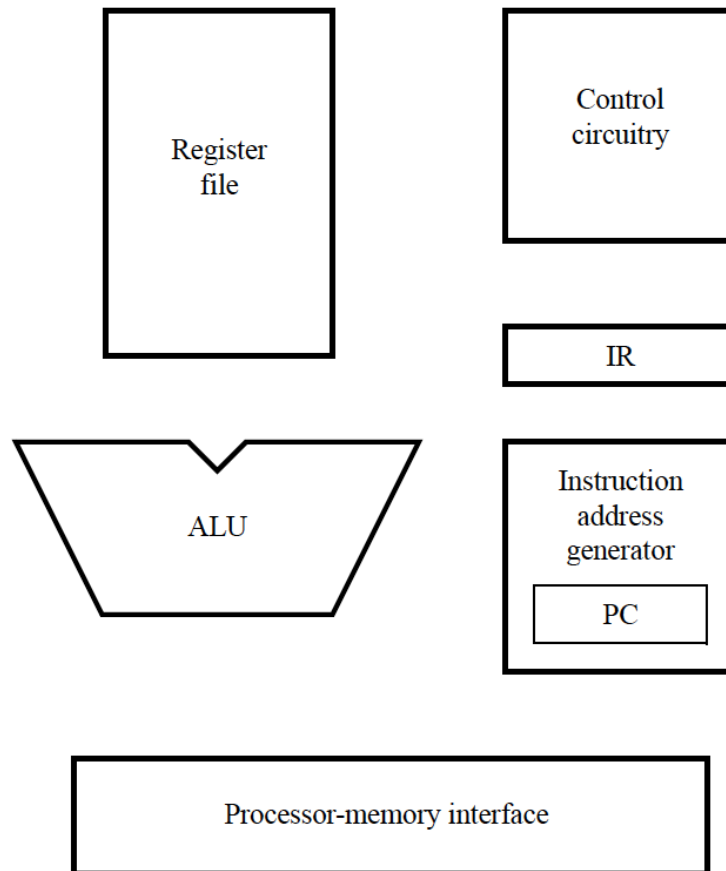 Register
file
Control
circuitry
IR
ALU
Instruction
address
generator
PC
Processor-memory interface